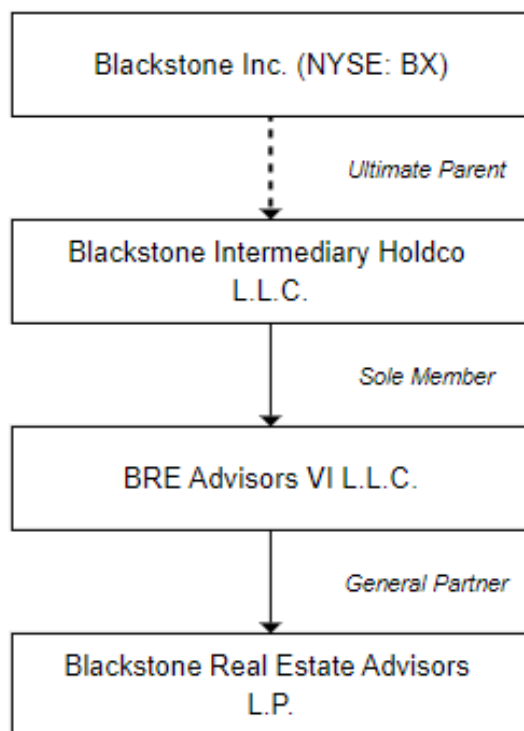 Blackstone Inc. (NYSE: BX)
Ultimate Parent
Blackstone Intermediary Holdco
L.L.C.
Sole Member
BRE Advisors VI L.L.C.
General Partner
Blackstone Real Estate Advisors
L.P.